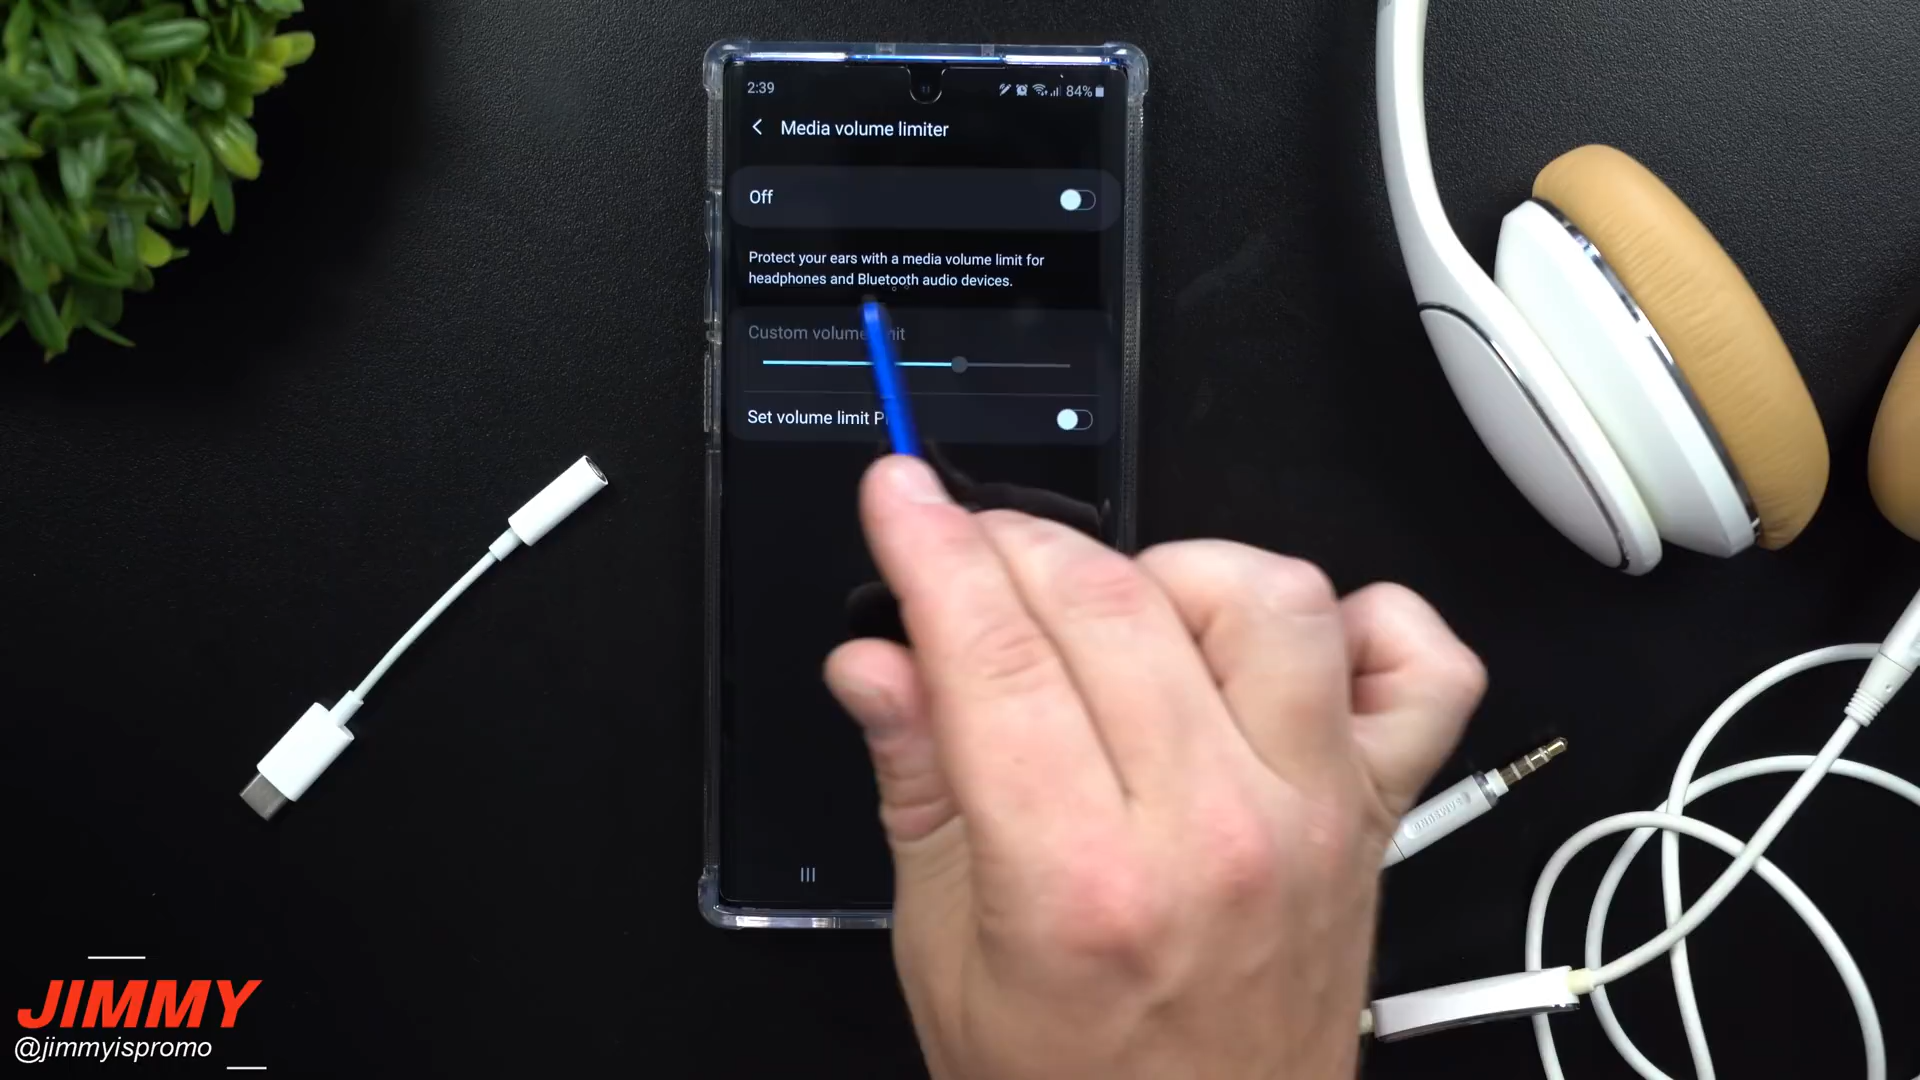 2:39
84%
Media volume limiter
Off
Protect your ears with a media volume limit for
headphones and Bluetooth audio devices.
Custom volume
Set volume limit
SAMSUNG
JIMMY
@jimmyispromo